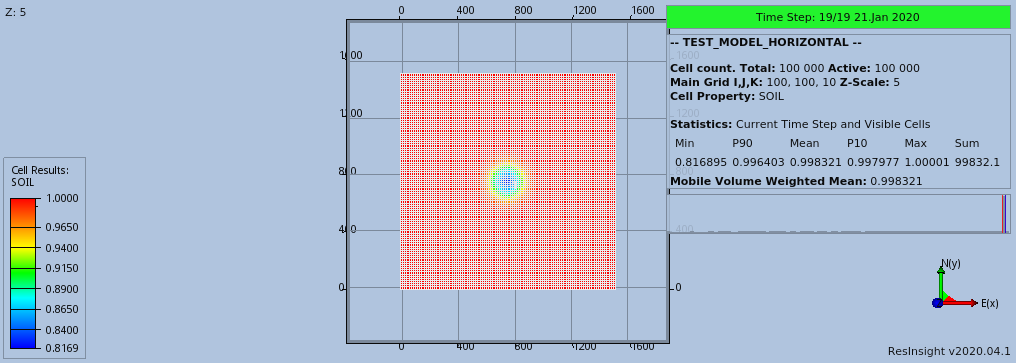 Z: 5
0 400 800 1200 1600
1600
1200
800
400
0
0 400 800 1200 1600
Time Step: 19/19 21.Jan 2020
-- TEST_MODEL_HORIZONTAL --
Cell count. Total: 100 000 Active: 100 000
Main Grid I,J,K: 100, 100, 10 Z-Scale: 5
Cell Property: SOIL
Statistics: Current Time Step and Visible Cells
Min P90 Mean P10 Max Sum
0.816895 0.996403 0.998321 0.997977 1.00001 99832.1
Mobile Volume Weighted Mean: 0.998321
1600
1200
800
400
0
Cell Results:
SOIL
1.0000
0.9650
0.9400
0.9150
0.8900
0.8650
0.8400
0.8169
N(y)
E(x)
ResInsight v2020.04.1